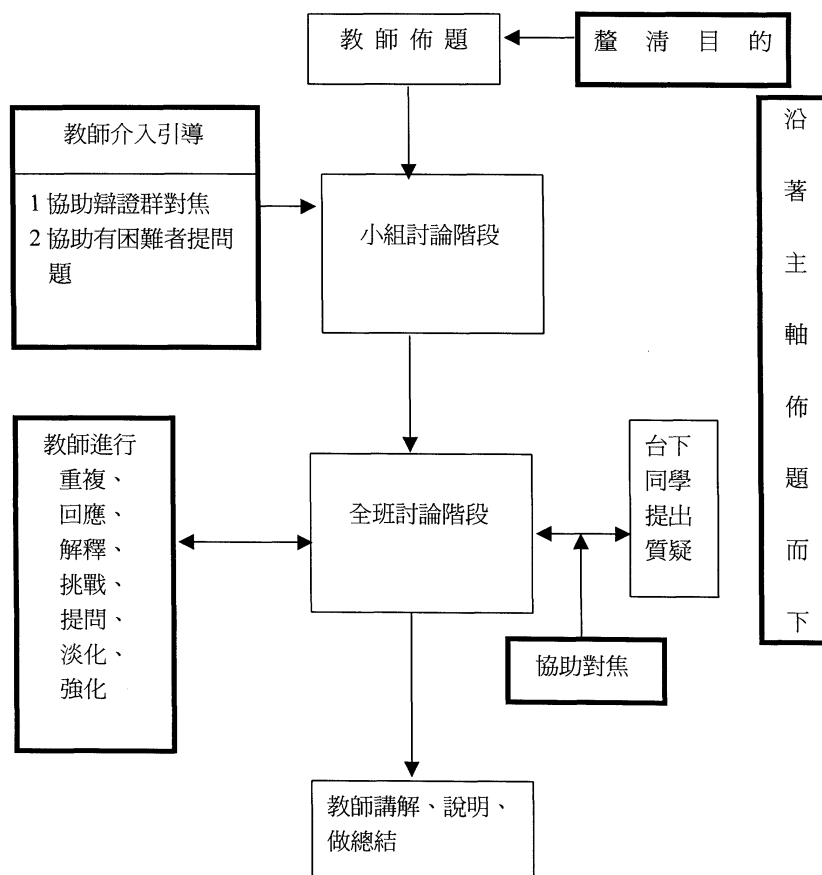 教師佈題
釐清目的
教師介入引導
1 協助辯證群對焦
2 協助有困難者提問
題
小組討論階段
沿著主軸佈題而下
教師進行
重複、
回應、
解釋、
挑戰、
提問、
淡化、
強化
全班討論階段
台下
同學
提出
質疑
協助對焦
教師講解、說明、
做總結